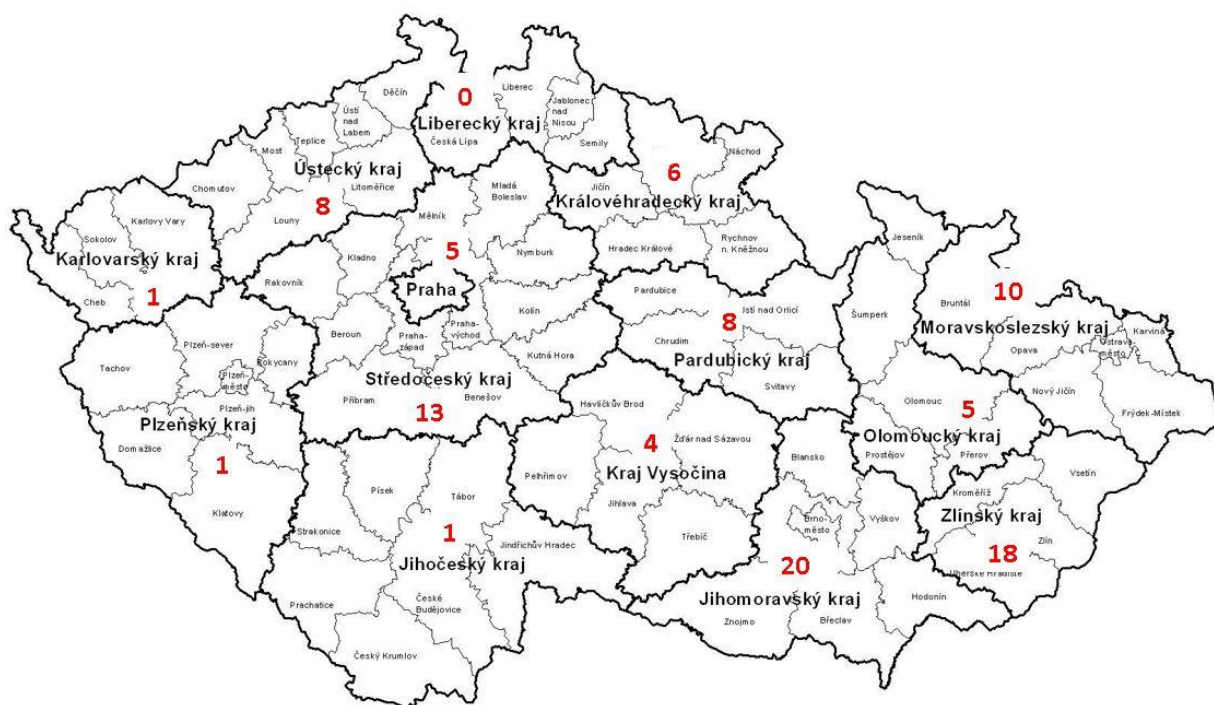 Děčín
0
Liberec
Jablonec
nad
Nisou
Ústí
nad
Labem
Liberecký kraj
Česká Lípa
Semily
Most
Teplice
Náchod
Ústecký kraj
6
Chomutov
Litoměřice
Mladá
Boleslav
Jičín
8
Královéhradecký kraj
Louny
Mělník
Karlovy Vary
Sokolov
Karlovarský kraj
Kladno
5
Nymburk
Hradec Králové
Rychnov
n. Kněžnou
Jeseník
Cheb
1
Rakovník
Praha
Pardubice
10
Bruntál
Kolín
8
Ústí nad Orlicí
Šumperk
Moravskoslezský kraj
Karviná
Beroun
Praha-
západ
Praha-
východ
Chrudim
Opava
Ostrava-
město
Plzeň-sever
Rokycany
Kutná Hora
Pardubický kraj
Tachov
Plzeň-
město
Středočeský kraj
Svitavy
Nový Jičín
Příbram
Benešov
Havlíčkův Brod
Olomouc
5
Frýdek-Místek
Plzeň-jih
13
Plzeňský kraj
4
Žďár nad Sázavou
Olomoucký kraj
Domažlice
Blansko
Prostějov
Přerov
1
Písek
Tábor
Pelhřimov
Kraj Vysočina
Vsetín
Klatovy
Jihlava
Kroměříž
Zlínský kraj
Strakonice
1
Jindřichův Hradec
Třebíč
Brno-
město
Vyškov
Zlín
18
Jihočeský kraj
20
Uherské Hradiště
Prachatice
České
Budějovice
Jihomoravský kraj
Hodonín
Znojmo
Břeclav
Český Krumlov